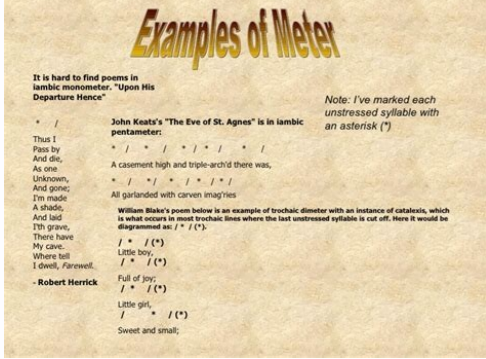 Examples of Meter
It is hard to find poems in
iambic monometer. "Upon His
Departure Hence"
* /
Thus I
Pass by
And die,
As one
Unknown,
And gone;
I'm made
A shade,
And laid
I'th grave,
There have
My cave.
Where tell
I dwell, Farewell.
- Robert Herrick
Note: I've marked each
unstressed syllable with
an asterisk (*)
John Keats's "The Eve of St. Agnes" is in iambic
pentameter:
* / * / * / * / * /
A casement high and triple-arch'd there was,
* / * / * / * / * /
All garlanded with carven imag'ries
William Blake's poem below is an example of trochaic dimeter with an instance of catalexis, which
is what occurs in most trochaic lines where the last unstressed syllable is cut off. Here it would be
diagrammed as: / * / (*).
/ * / (*)
Little boy,
/ * / (*)
Full of joy;
/ * / (*)
Little girl,
/ * / (*)
Sweet and small;